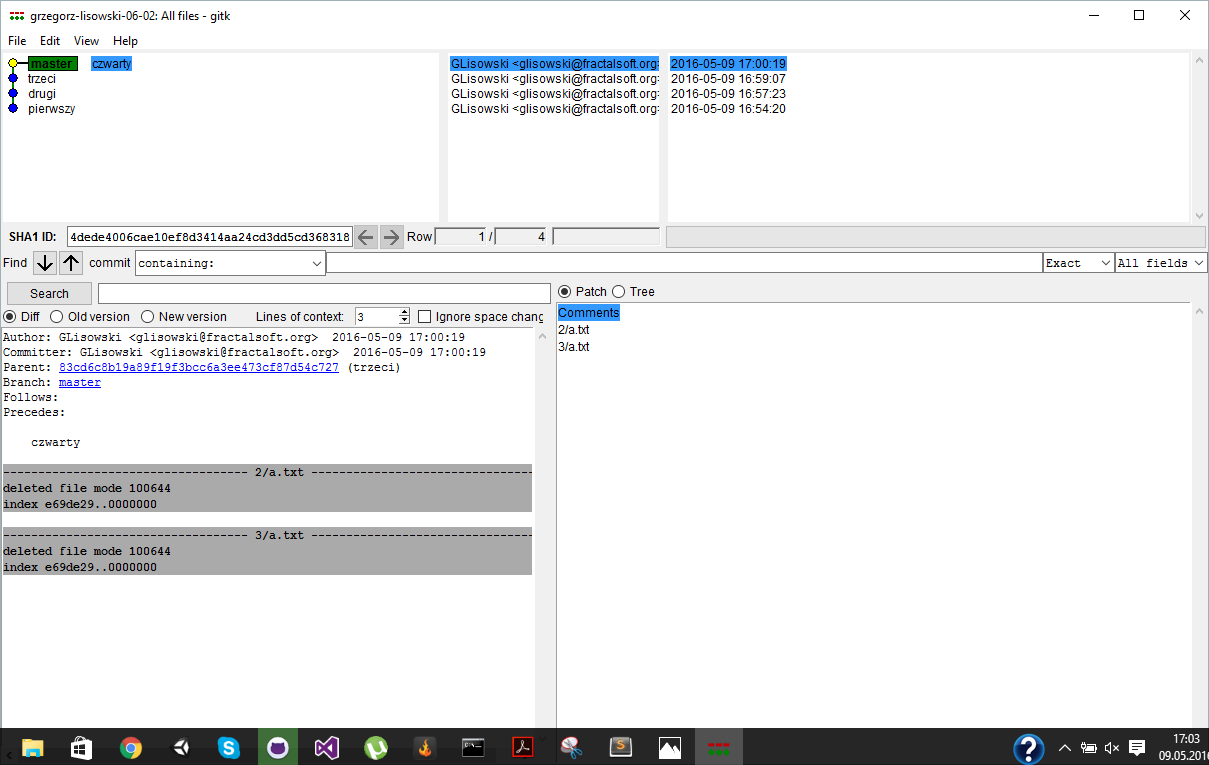 grzegorz-lisowski-06-02: All files - gitk
File Edit View Help
master czwarty GLisowski <glisowski@fractalsoft.org> 2016-05-09 17:00:19
trzeci GLisowski <glisowski@fractalsoft.org> 2016-05-09 16:59:07
drugi GLisowski <glisowski@fractalsoft.org> 2016-05-09 16:57:23
pierwszy GLisowski <glisowski@fractalsoft.org> 2016-05-09 16:54:20
SHA1 ID: 4dede4006cae10ef8d3414aa24cd3dd5cd368318 Row 1 / 4
Find commit containing: Exact All fields
Search Patch Tree
Diff Old version New version Lines of context: 3 Ignore space chang
Comments
2/a.txt
3/a.txt
Author: GLisowski <glisowski@fractalsoft.org> 2016-05-09 17:00:19
Committer: GLisowski <glisowski@fractalsoft.org> 2016-05-09 17:00:19
Parent: 83cd6c8b19a89f19f3bcc6a3ee473cf87d54c727 (trzeci)
Branch: master
Follows:
Precedes:
czwarty
----------------------------------- 2/a.txt --------------------------------
deleted file mode 100644
index e69de29..0000000
----------------------------------- 3/a.txt --------------------------------
deleted file mode 100644
index e69de29..0000000
17:03
09.05.2016